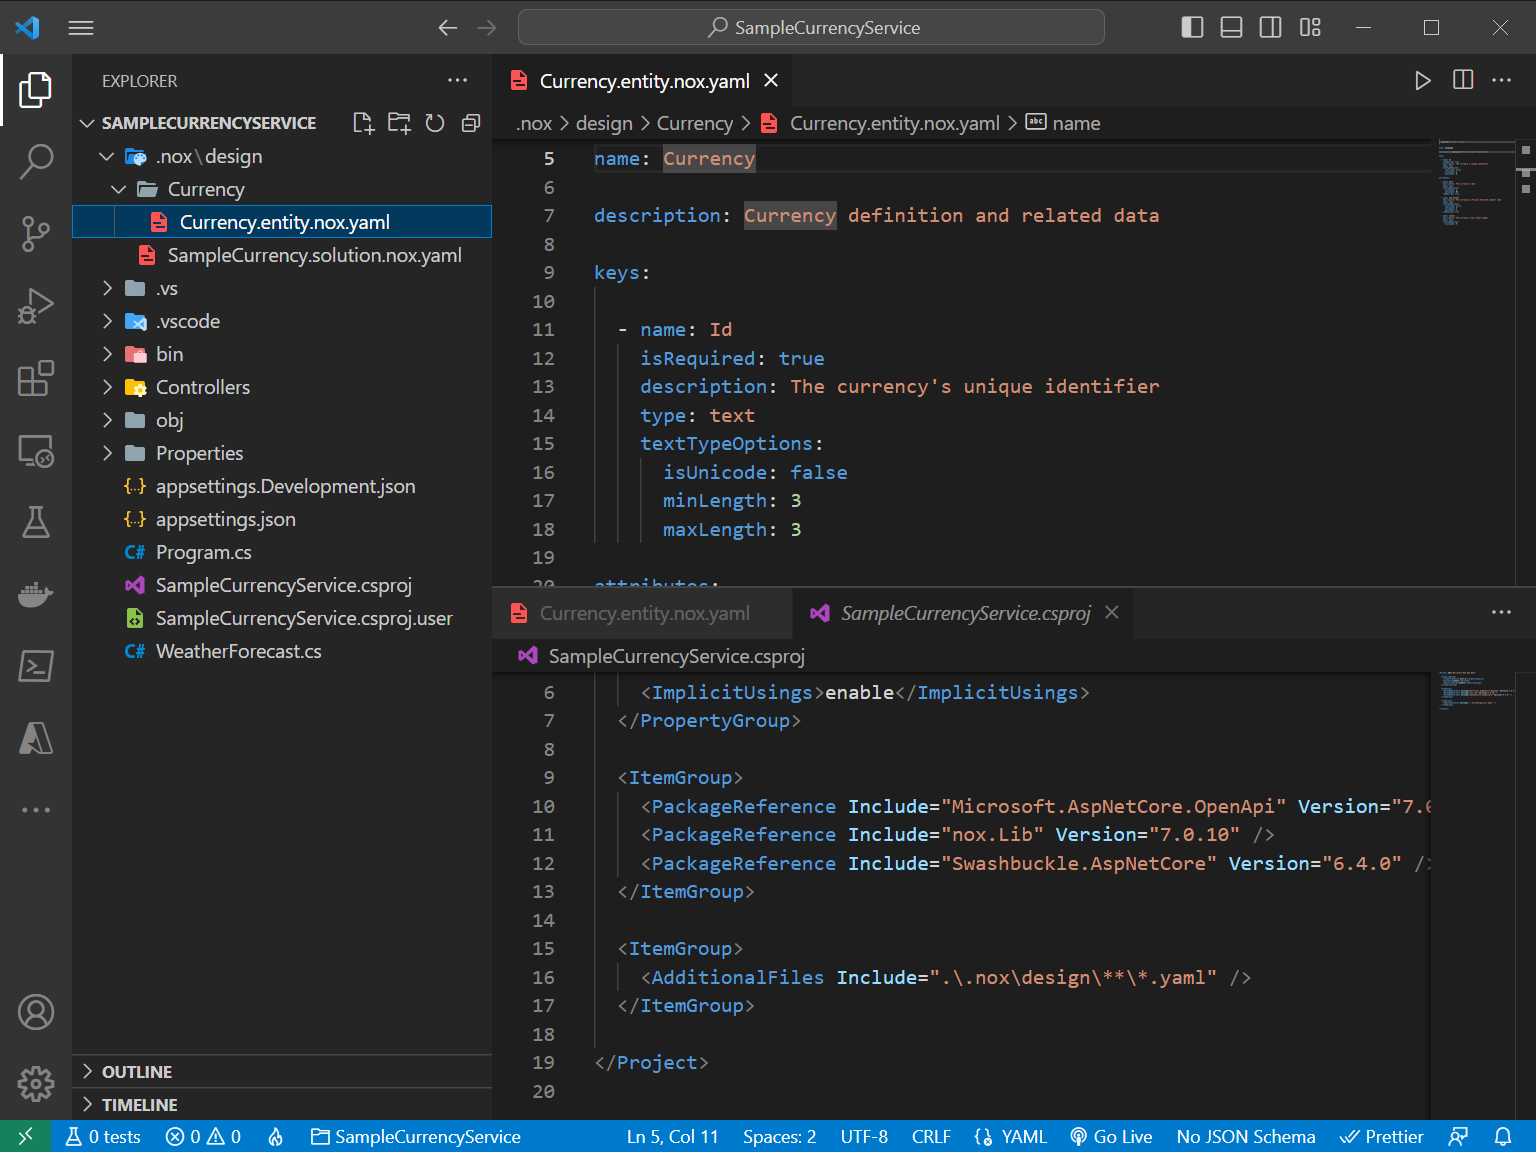 SampleCurrencyService
EXPLORER
SAMPLECURRENCYSERVICE
.nox\design
Currency
Currency.entity.nox.yaml
SampleCurrency.solution.nox.yaml
.vs
.vscode
bin
Controllers
obj
Properties
{..} appsettings.Development.json
{..} appsettings.json
C# Program.cs
SampleCurrencyService.csproj
SampleCurrencyService.csproj.user
C# WeatherForecast.cs
OUTLINE
TIMELINE
Currency.entity.nox.yaml
.nox > design > Currency > Currency.entity.nox.yaml > abc name
5 name: Currency
6
7 description: Currency definition and related data
8
9 keys:
10
11 - name: Id
12 isRequired: true
13 description: The currency's unique identifier
14 type: text
15 textTypeOptions:
16 isUnicode: false
17 minLength: 3
18 maxLength: 3
19
20 attributes:
Currency.entity.nox.yaml SampleCurrencyService.csproj
SampleCurrencyService.csproj
6 <ImplicitUsings>enable</ImplicitUsings>
7 </PropertyGroup>
8
9 <ItemGroup>
10 <PackageReference Include="Microsoft.AspNetCore.OpenApi" Version="7.0
11 <PackageReference Include="nox.Lib" Version="7.0.10" />
12 <PackageReference Include="Swashbuckle.AspNetCore" Version="6.4.0" />
13 </ItemGroup>
14
15 <ItemGroup>
16 <AdditionalFiles Include=".\.nox\design\**\*.yaml" />
17 </ItemGroup>
18
19 </Project>
20
0 tests 0 0 SampleCurrencyService Ln 5, Col 11 Spaces: 2 UTF-8 CRLF YAML Go Live No JSON Schema Prettier